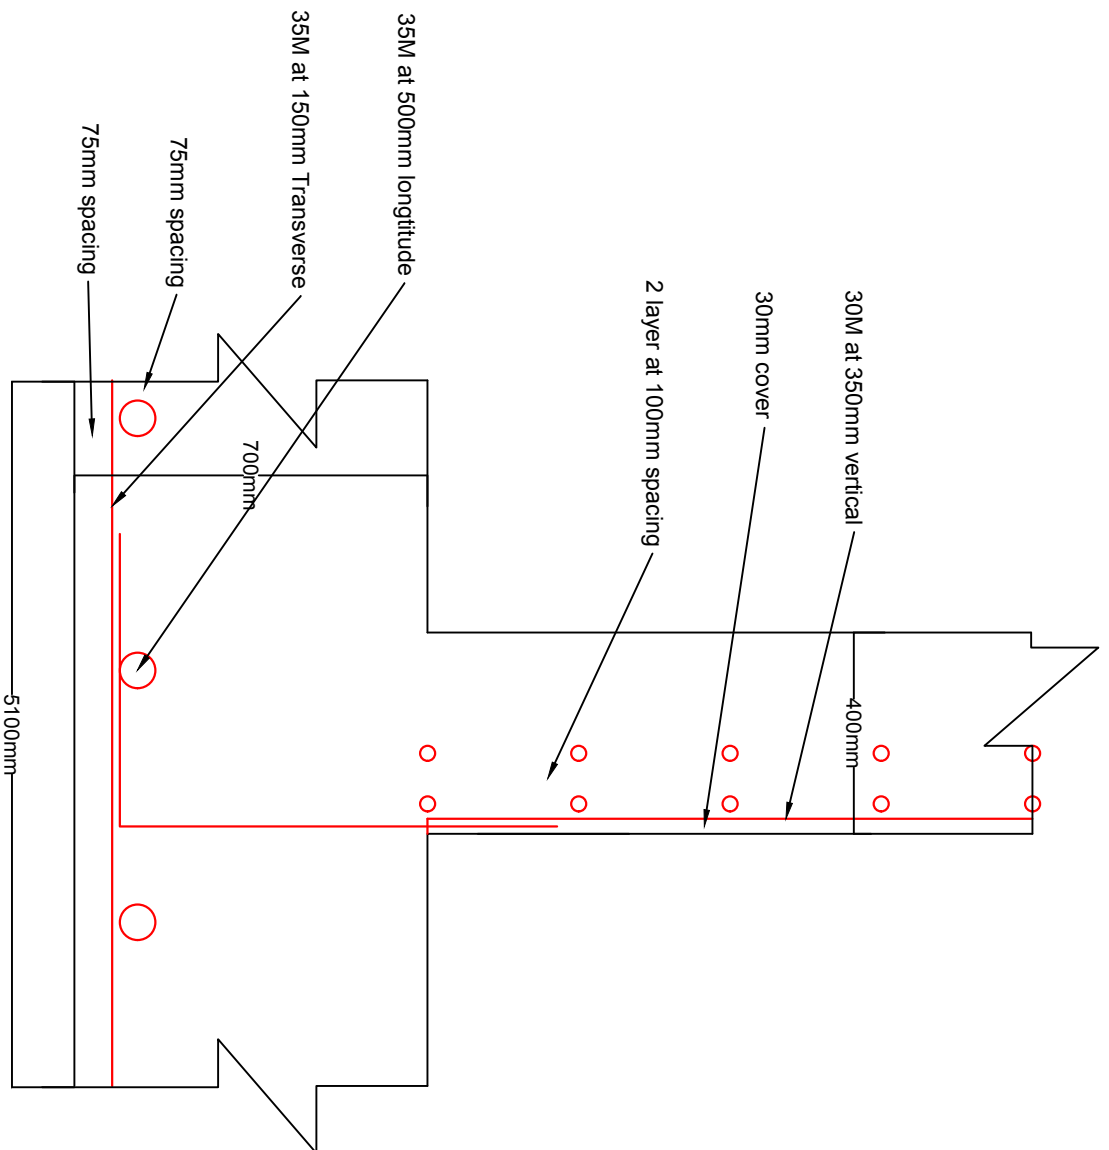 35M at 500mm longtitude
35M at 150mm Transverse
75mm spacing
75mm spacing
30M at 350mm vertical
30mm cover
2 layer at 100mm spacing
700mm
400mm
5100mm